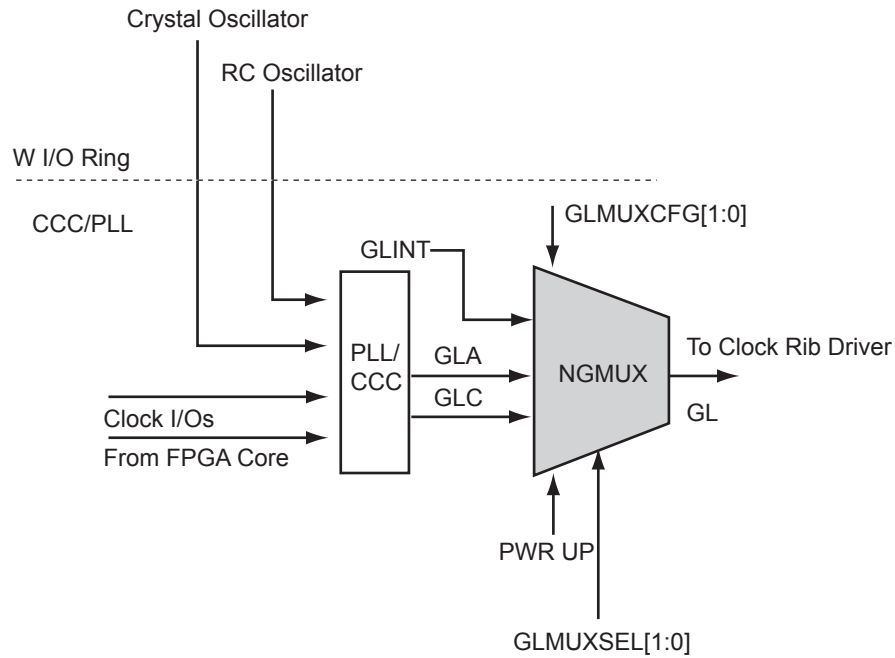 Crystal Oscillator
RC Oscillator
W I/O Ring
CCC/PLL
GLMUXCFG[1:0]
GLINT
PLL/
CCC
GLA
GLC
NGMUX
To Clock Rib Driver
GL
Clock I/Os
From FPGA Core
PWR UP
GLMUXSEL[1:0]